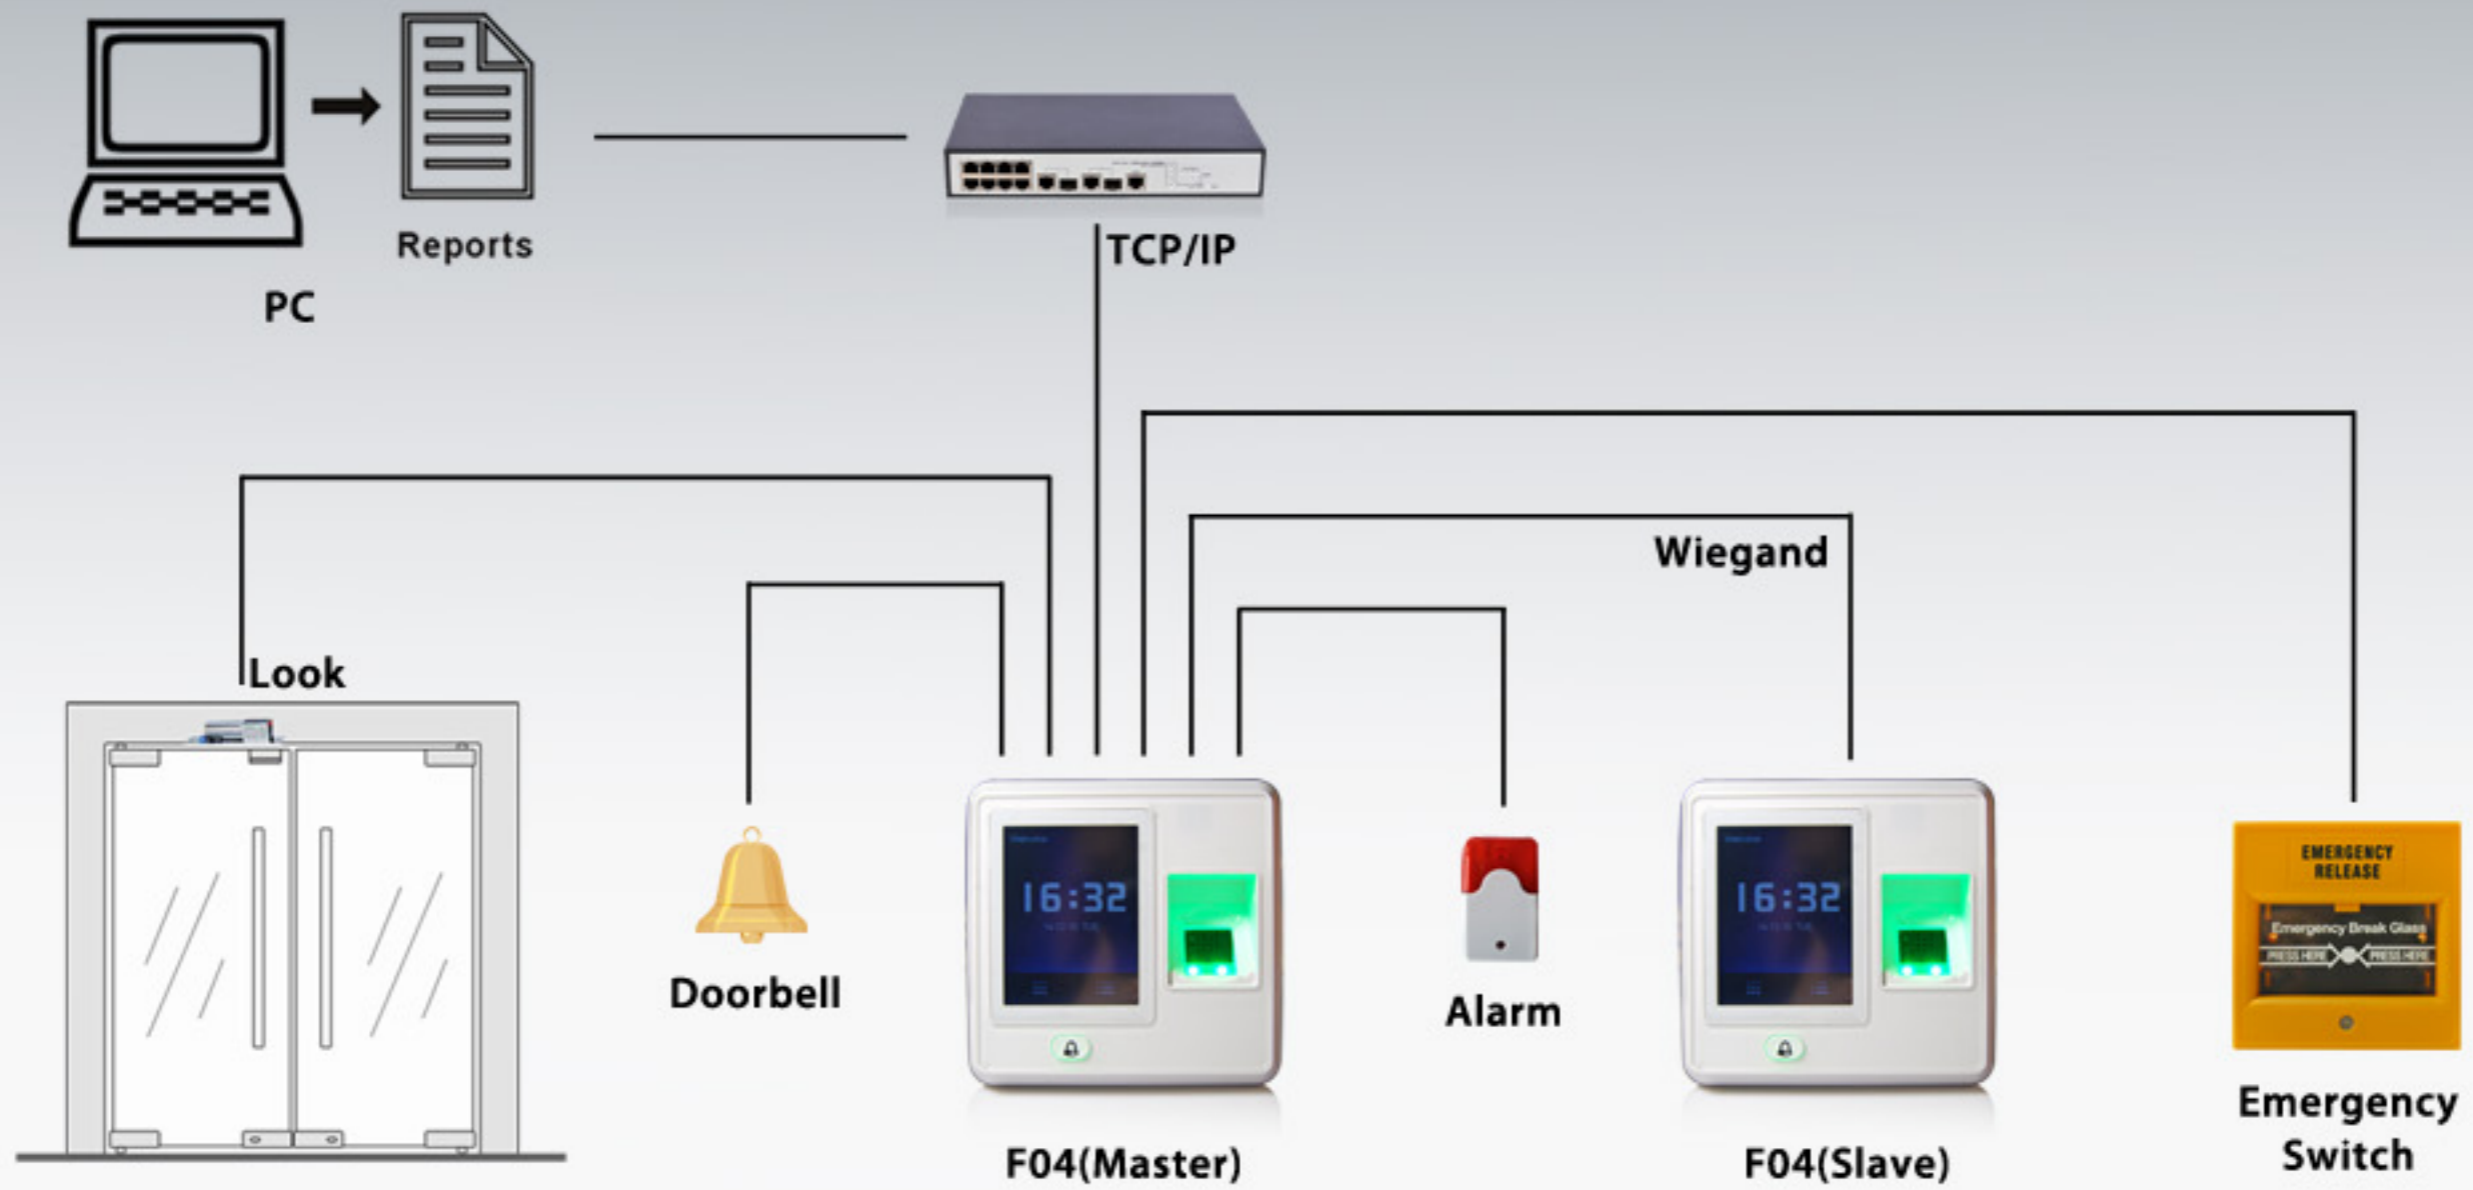 Reports
PC
TCP/IP
Wiegand
Look
16:32
16:32
EMERGENCY
RELEASE
Emergency Break Glass
PRESS HERE PRESS HERE
Doorbell
Alarm
F04(Master)
F04(Slave)
Emergency
Switch